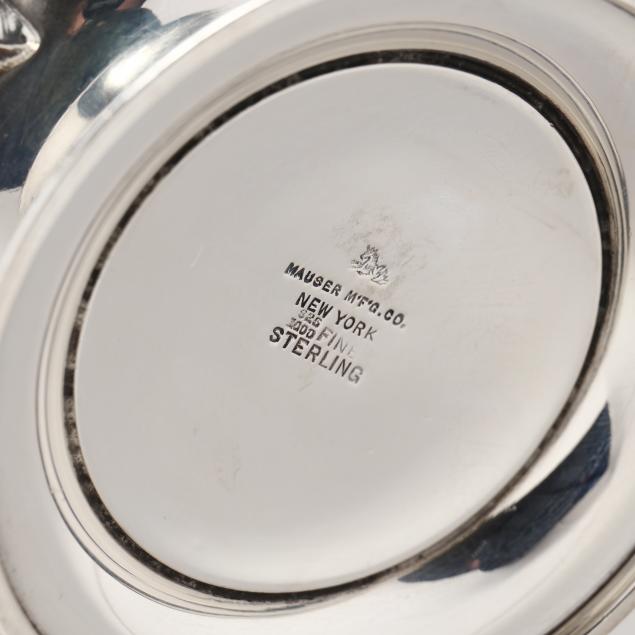 MAUSER M'F'G. CO.
NEW YORK
925
1000 FINE
STERLING